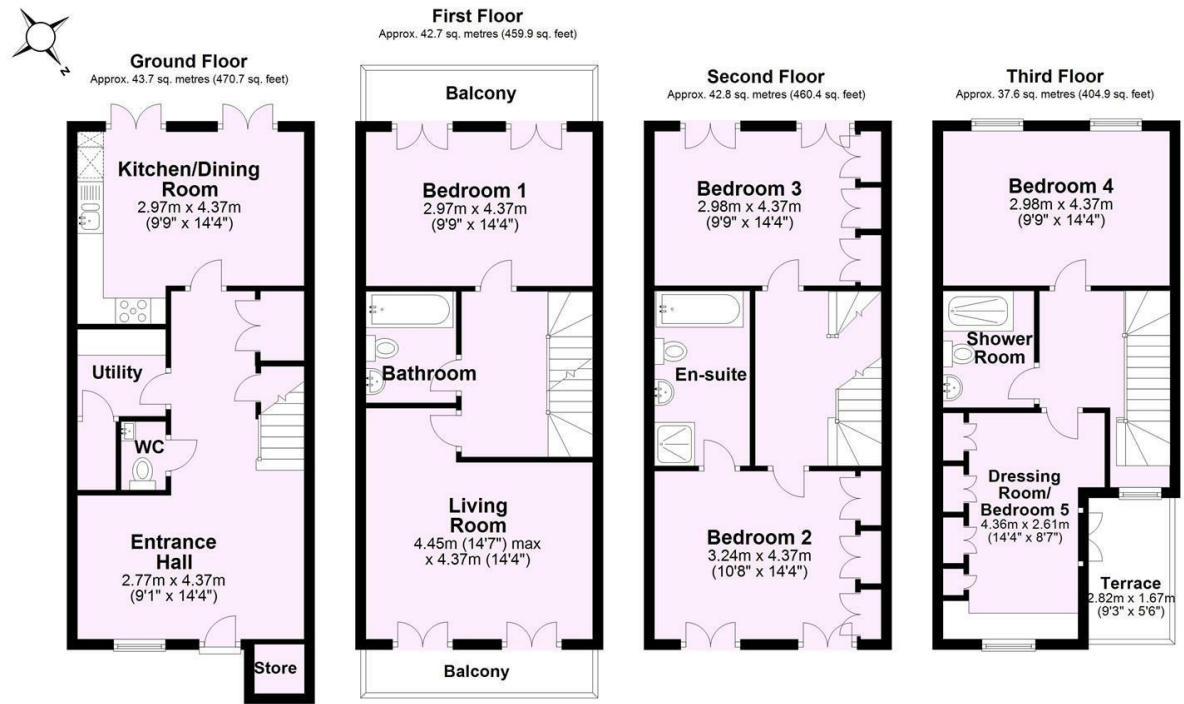 N
Ground Floor
Approx. 43.7 sq. metres (470.7 sq. feet)
Kitchen/Dining
Room
2.97m x 4.37m
(9'9" x 14'4")
Utility
WC
Entrance
Hall
2.77m x 4.37m
(9'1" x 14'4")
Store
First Floor
Approx. 42.7 sq. metres (459.9 sq. feet)
Balcony
Bedroom 1
2.97m x 4.37m
(9'9" x 14'4")
Bathroom
Living
Room
4.45m (14'7") max
x 4.37m (14'4")
Balcony
Second Floor
Approx. 42.8 sq. metres (460.4 sq. feet)
Bedroom 3
2.98m x 4.37m
(9'9" x 14'4")
En-suite
Bedroom 2
3.24m x 4.37m
(10'8" x 14'4")
Third Floor
Approx. 37.6 sq. metres (404.9 sq. feet)
Bedroom 4
2.98m x 4.37m
(9'9" x 14'4")
Shower
Room
Dressing
Room/
Bedroom 5
4.36m x 2.61m
(14'4" x 8'7")
Terrace
2.82m x 1.67m
(9'3" x 5'6")